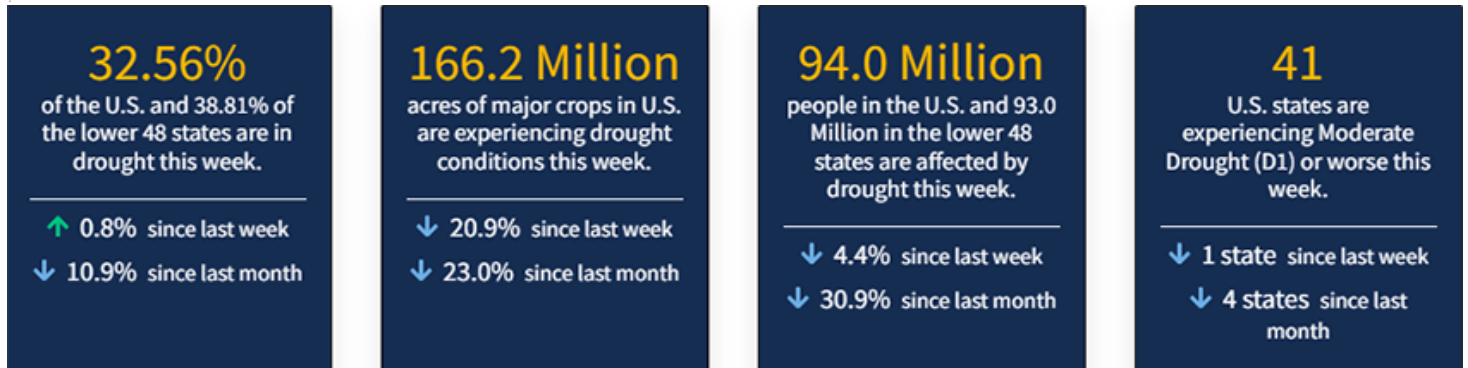 32.56%
of the U.S. and 38.81% of
the lower 48 states are in
drought this week.
↑ 0.8% since last week
↓ 10.9% since last month
166.2 Million
acres of major crops in U.S.
are experiencing drought
conditions this week.
↓ 20.9% since last week
↓ 23.0% since last month
94.0 Million
people in the U.S. and 93.0
Million in the lower 48
states are affected by
drought this week.
↓ 4.4% since last week
↓ 30.9% since last month
41
U.S. states are
experiencing Moderate
Drought (D1) or worse this
week.
↓ 1 state since last week
↓ 4 states since last
month